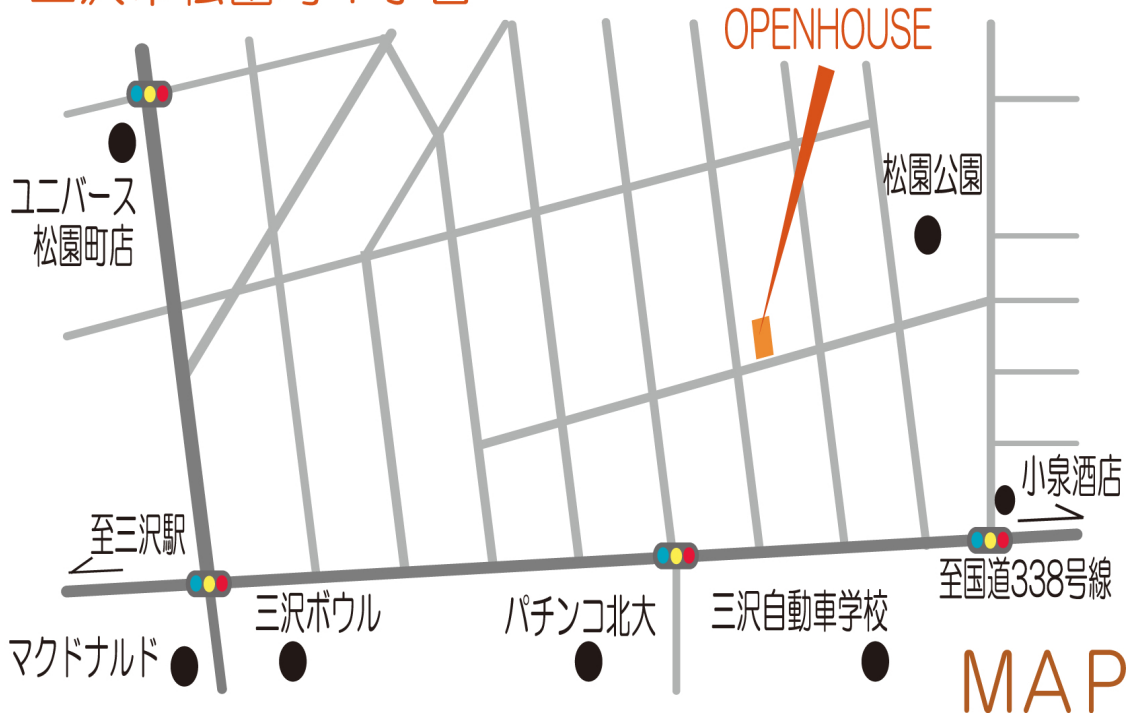 OPENHOUSE
松園公園
ユニバース
松園町店
小泉酒店
至三沢駅
至国道338号線
三沢ボウル
パチンコ北大
三沢自動車学校
マクドナルド
MAP